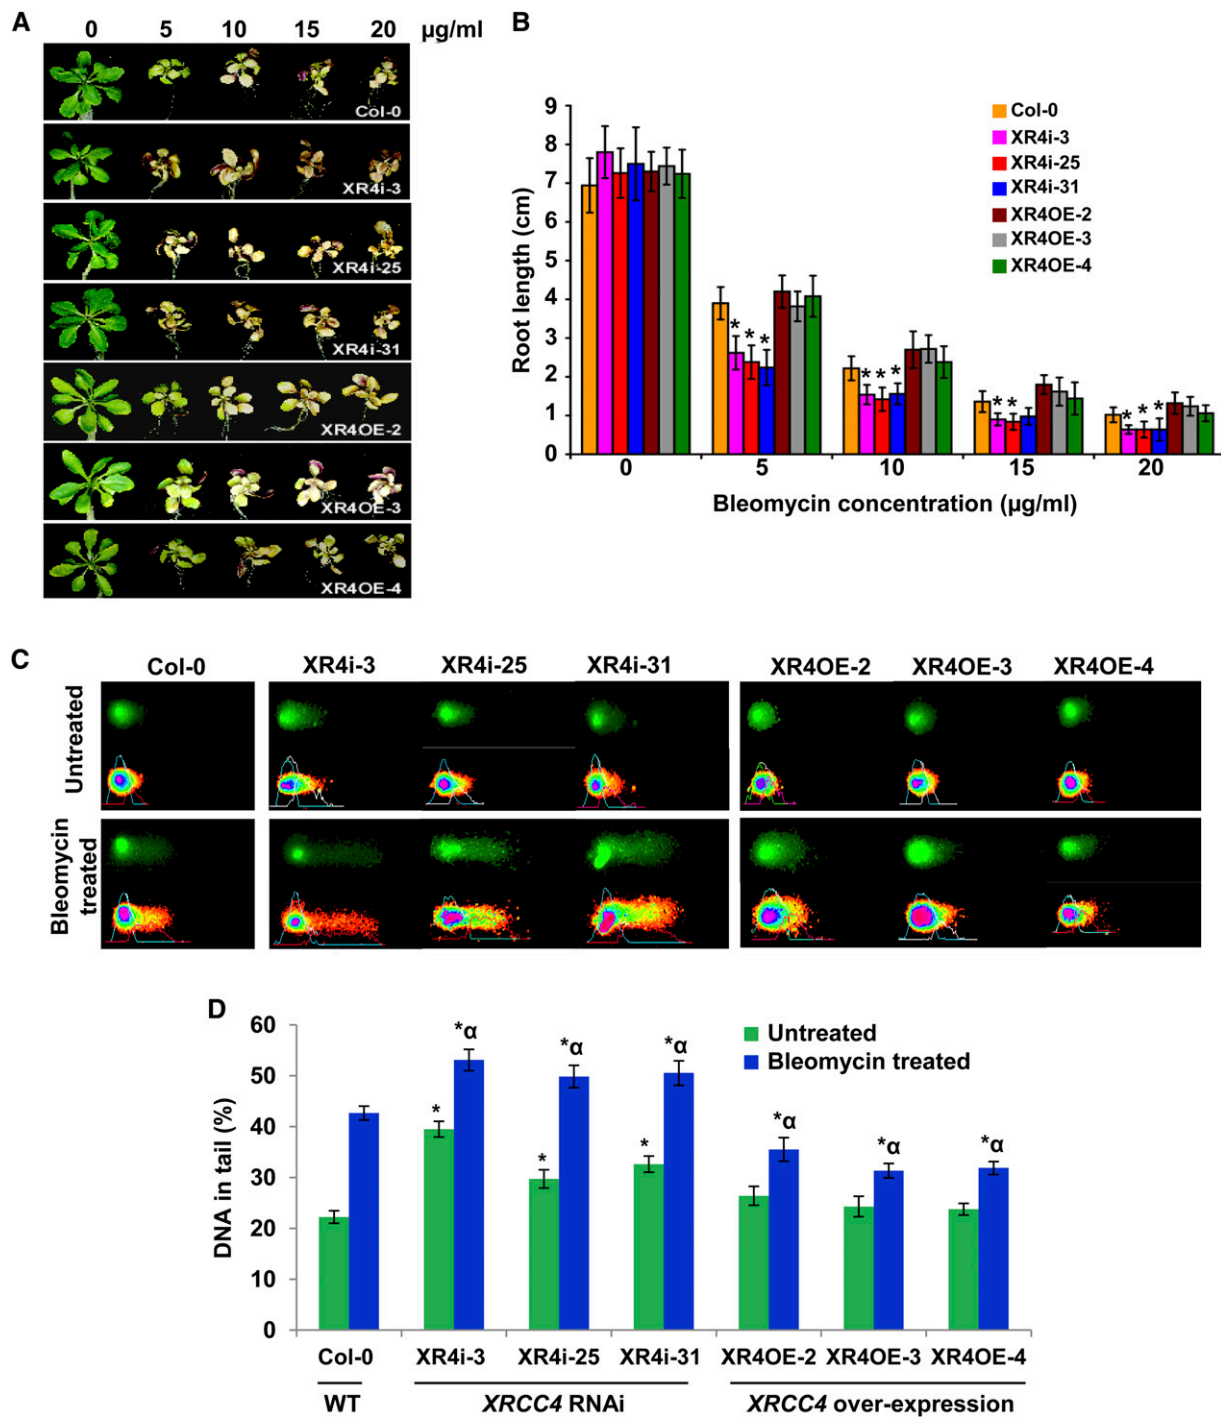 A
0 5 10 15 20 µg/ml
Col-0
XR4i-3
XR4i-25
XR4i-31
XR4OE-2
XR4OE-3
XR4OE-4
B
9
8
7
6
5
4
3
2
1
0
Root length (cm)
Col-0
XR4i-3
XR4i-25
XR4i-31
XR4OE-2
XR4OE-3
XR4OE-4
* * *
* * *
* *
* * *
0 5 10 15 20
Bleomycin concentration (µg/ml)
C
Col-0 XR4i-3 XR4i-25 XR4i-31 XR4OE-2 XR4OE-3 XR4OE-4
Untreated
Bleomycin
treated
D
60
50
40
30
20
10
0
DNA in tail (%)
Untreated
Bleomycin treated
* *α * *α * *α *α *α *α
Col-0 XR4i-3 XR4i-25 XR4i-31 XR4OE-2 XR4OE-3 XR4OE-4
WT XRCC4 RNAi XRCC4 over-expression